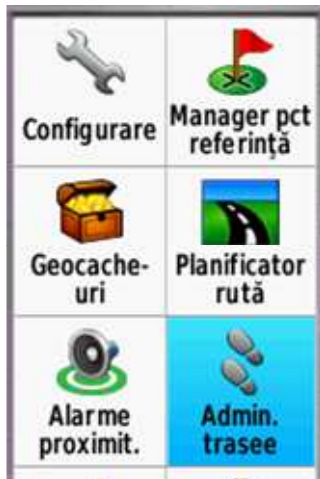 Configurare
Manager pct
referință
Geocache-
uri
Planificator
rută
Alarme
proximit.
Admin.
trasee